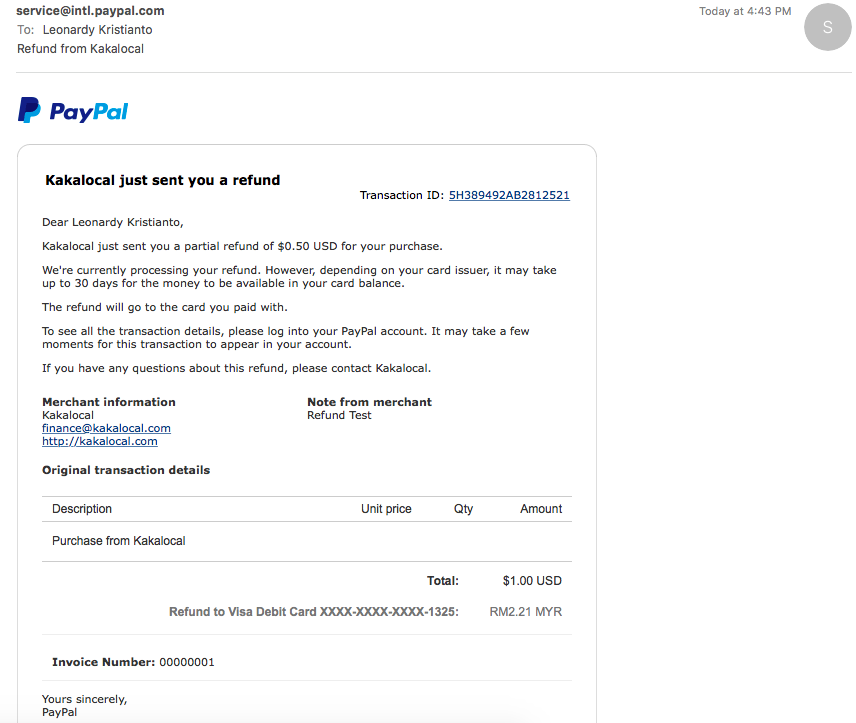 service@intl.paypal.com
Today at 4:43 PM
S
To: Leonardy Kristianto
Refund from Kakalocal
PayPal
Kakalocal just sent you a refund
Transaction ID: 5H389492AB2812521
Dear Leonardy Kristianto,
Kakalocal just sent you a partial refund of $0.50 USD for your purchase.
We're currently processing your refund. However, depending on your card issuer, it may take
up to 30 days for the money to be available in your card balance.
The refund will go to the card you paid with.
To see all the transaction details, please log into your PayPal account. It may take a few
moments for this transaction to appear in your account.
If you have any questions about this refund, please contact Kakalocal.
Merchant information
Kakalocal
finance@kakalocal.com
http://kakalocal.com
Note from merchant
Refund Test
Original transaction details
Description Unit price Qty Amount
Purchase from Kakalocal
Total: $1.00 USD
Refund to Visa Debit Card XXXX-XXXX-XXXX-1325: RM2.21 MYR
Invoice Number: 00000001
Yours sincerely,
PayPal